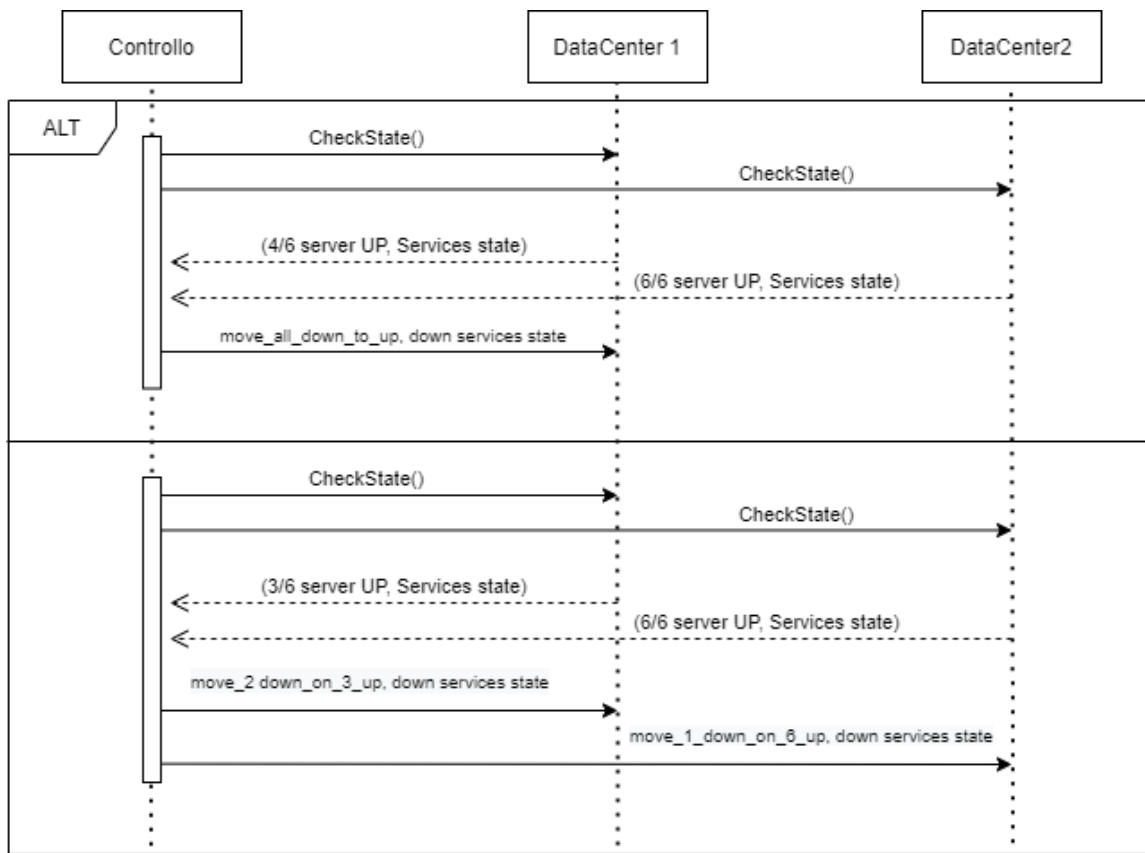 Controllo
DataCenter 1
DataCenter2
ALT
CheckState()
CheckState()
(4/6 server UP, Services state)
(6/6 server UP, Services state)
move_all_down_to_up, down services state
CheckState()
CheckState()
(3/6 server UP, Services state)
(6/6 server UP, Services state)
move_2 down_on_3_up, down services state
move_1_down_on_6_up, down services state